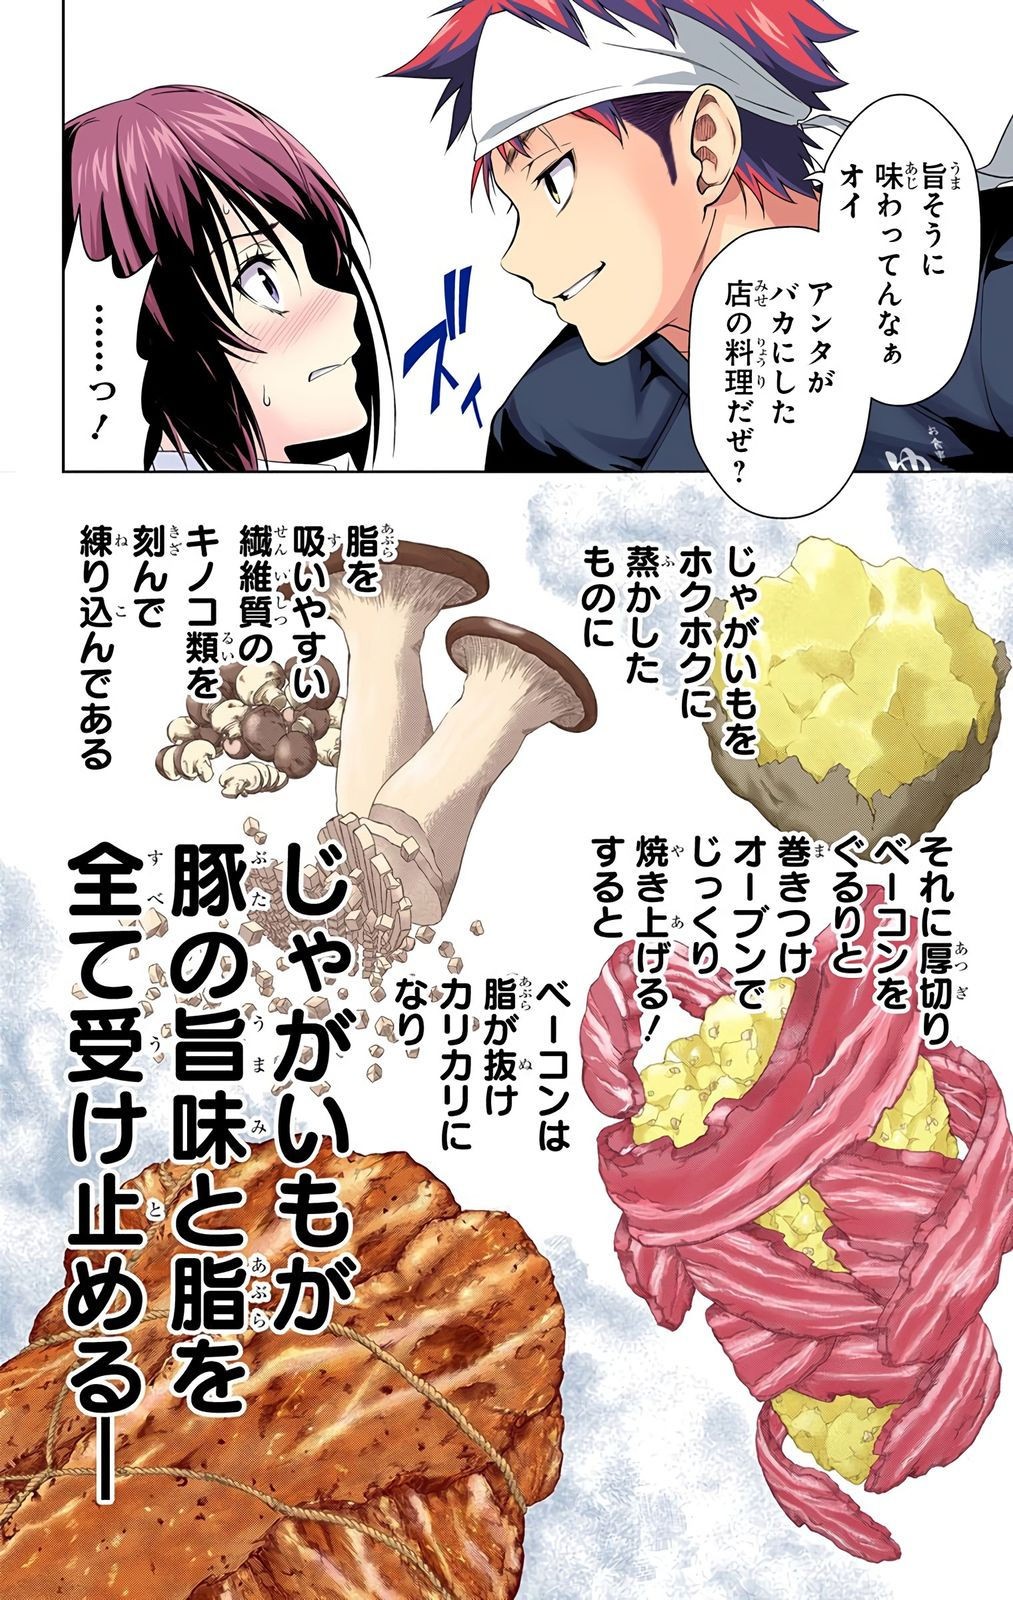 旨そうに
味わってんなぁ
オイ
アンタが
バカにした
店の料理だぜ?
お食事
ゆ
ズイ
……っ!
じゃがいもを
ホクホクに
蒸かした
ものに
脂を
吸いやすい
繊維質の
キノコ類を
刻んで
練り込んである
それに厚切り
ベーコンを
ぐるりと
巻きつけ
オーブンで
じっくり
焼き上げる!
すると
ベーコンは
脂が抜け
カリカリに
なり
じゃがいもが
豚の旨味と脂を
全て受け止める―